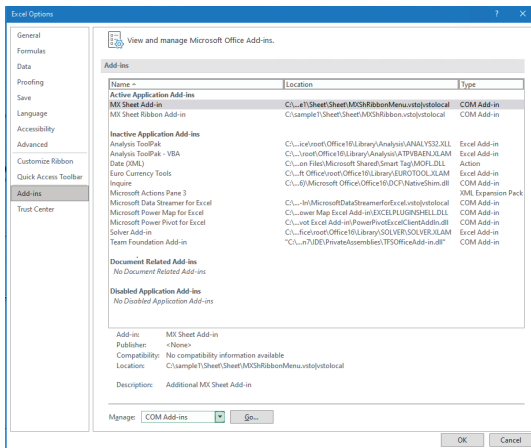 Excel Options
? ×
General
Formulas
Data
Proofing
Save
Language
Accessibility
Advanced
Customize Ribbon
Quick Access Toolbar
Add-ins
Trust Center
View and manage Microsoft Office Add-ins.
Add-ins
Name Location Type
Active Application Add-ins
MX Sheet Add-in C:\...e1\Sheet\Sheet\MXShRibbonMenu.vsto|vstolocal COM Add-in
MX Sheet Ribbon Add-in C:\sample1\Sheet\Sheet\MXShRibbon.vsto|vstolocal COM Add-in
Inactive Application Add-ins
Analysis ToolPak C:\...ice\root\Office16\Library\Analysis\ANALYS32.XLL Excel Add-in
Analysis ToolPak - VBA C:\...\root\Office16\Library\Analysis\ATPVBAEN.XLAM Excel Add-in
Date (XML) C:\...on Files\Microsoft Shared\Smart Tag\MOFL.DLL Action
Euro Currency Tools C:\...ft Office\root\Office16\Library\EUROTOOL.XLAM Excel Add-in
Inquire C:\...6)\Microsoft Office\Office16\DCF\NativeShim.dll COM Add-in
Microsoft Actions Pane 3 XML Expansion Pack
Microsoft Data Streamer for Excel C:\...-In\MicrosoftDataStreamerforExcel.vsto|vstolocal COM Add-in
Microsoft Power Map for Excel C:\...ower Map Excel Add-in\EXCELPLUGINSHELL.DLL COM Add-in
Microsoft Power Pivot for Excel C:\...vot Excel Add-in\PowerPivotExcelClientAddIn.dll COM Add-in
Solver Add-in C:\...fice\root\Office16\Library\SOLVER\SOLVER.XLAM Excel Add-in
Team Foundation Add-in "C:\...n7\IDE\PrivateAssemblies\TFSOfficeAdd-in.dll" COM Add-in
Document Related Add-ins
No Document Related Add-ins
Disabled Application Add-ins
No Disabled Application Add-ins
Add-in: MX Sheet Add-in
Publisher: <None>
Compatibility: No compatibility information available
Location: C:\sample1\Sheet\Sheet\MXShRibbonMenu.vsto|vstolocal
Description: Additional MX Sheet Add-in
Manage: COM Add-ins Go...
OK Cancel